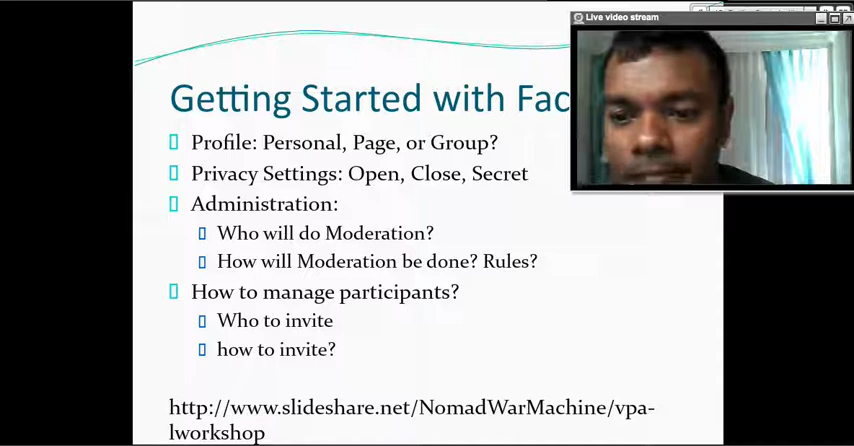 Live video stream
Getting Started with Fac
Profile: Personal, Page, or Group?
Privacy Settings: Open, Close, Secret
Administration:
Who will do Moderation?
How will Moderation be done? Rules?
How to manage participants?
Who to invite
how to invite?
http://www.slideshare.net/NomadWarMachine/vpa-
lworkshop